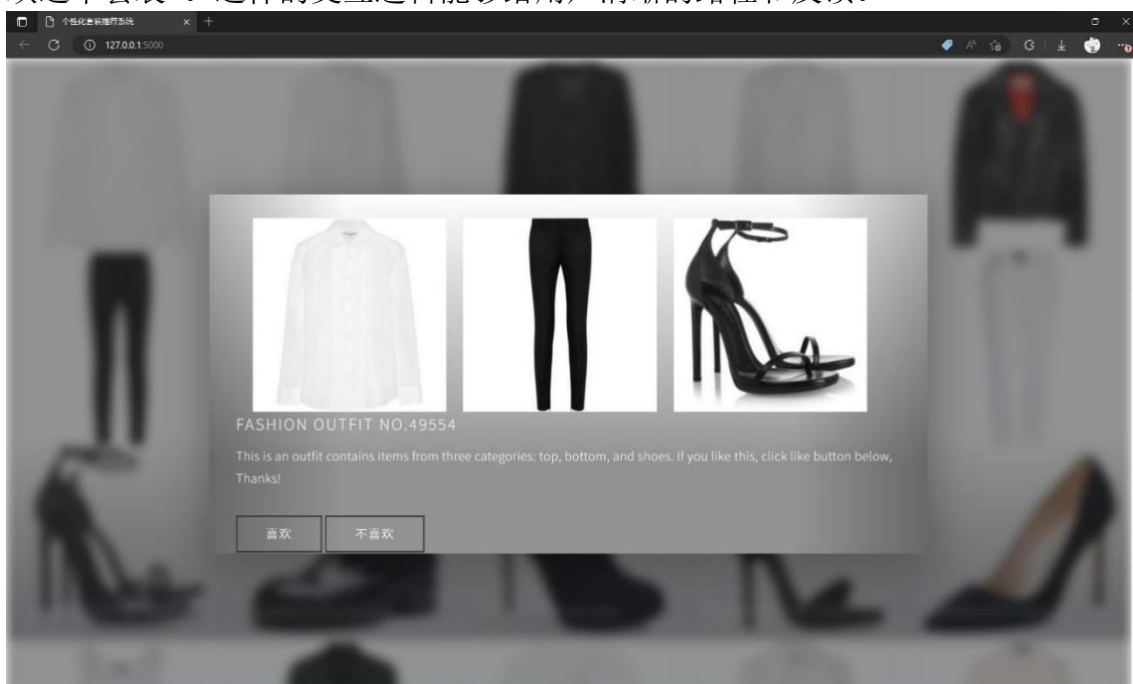 个性化套装推荐系统
127.0.0.1:5000
FASHION OUTFIT NO.49554
This is an outfit contains items from three categories: top, bottom, and shoes. If you like this, click like button below,
Thanks!
喜欢 不喜欢